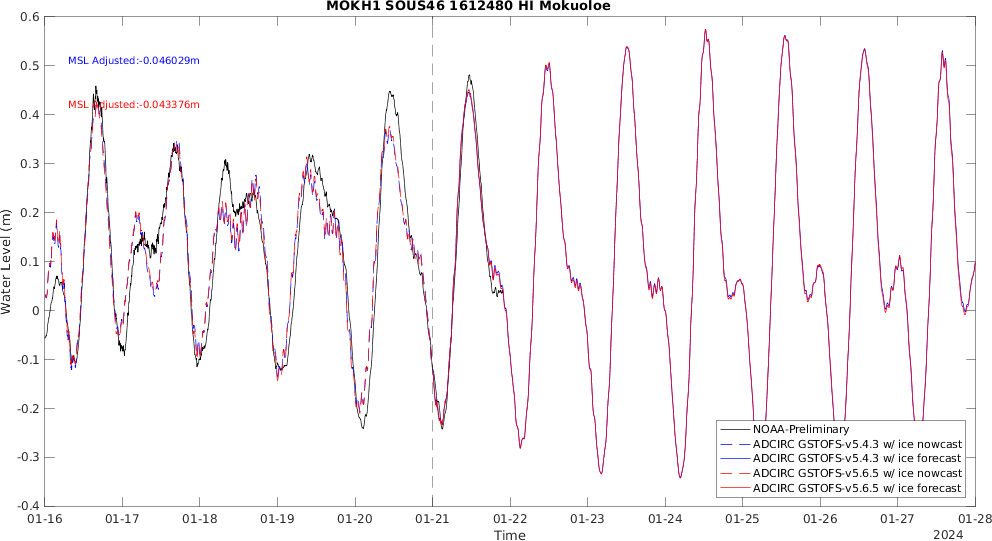 MOKH1 SOUS46 1612480 HI Mokuoloe
0.6
0.5
0.4
0.3
0.2
0.1
0
-0.1
-0.2
-0.3
-0.4
Water Level (m)
MSL Adjusted:-0.046029m
MSL Adjusted:-0.043376m
NOAA-Preliminary
ADCIRC GSTOFS-v5.4.3 w/ ice nowcast
ADCIRC GSTOFS-v5.4.3 w/ ice forecast
ADCIRC GSTOFS-v5.6.5 w/ ice nowcast
ADCIRC GSTOFS-v5.6.5 w/ ice forecast
01-16 01-17 01-18 01-19 01-20 01-21 01-22 01-23 01-24 01-25 01-26 01-27 01-28
Time
2024